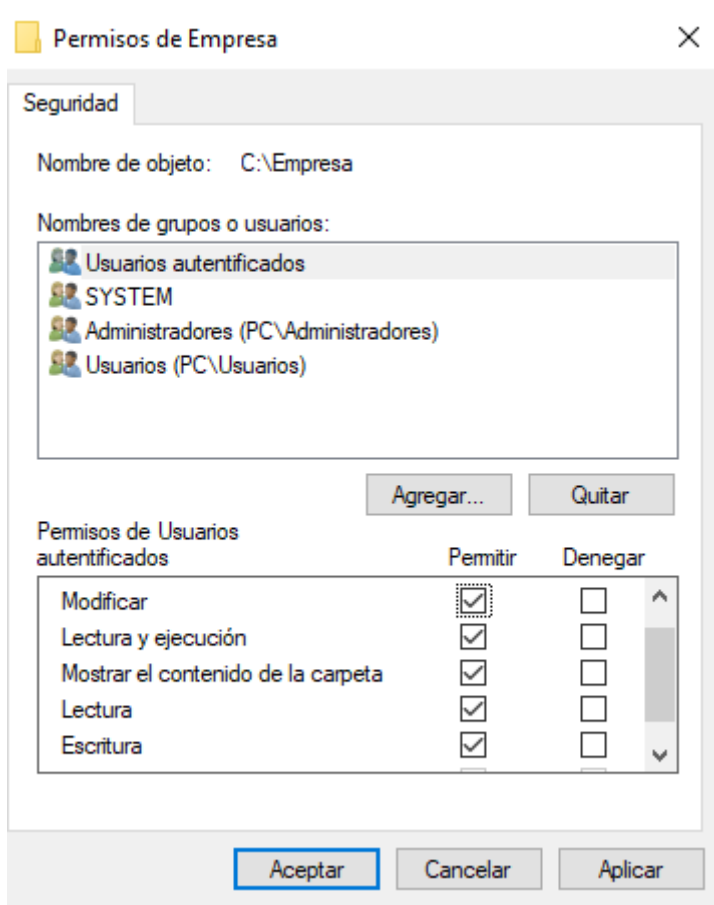 Permisos de Empresa
Seguridad
Nombre de objeto: C:\Empresa
Nombres de grupos o usuarios:
Usuarios autentificados
SYSTEM
Administradores (PC\Administradores)
Usuarios (PC\Usuarios)
Agregar... Quitar
Permisos de Usuarios
autentificados Permitir Denegar
Modificar
Lectura y ejecución
Mostrar el contenido de la carpeta
Lectura
Escritura
Aceptar Cancelar Aplicar